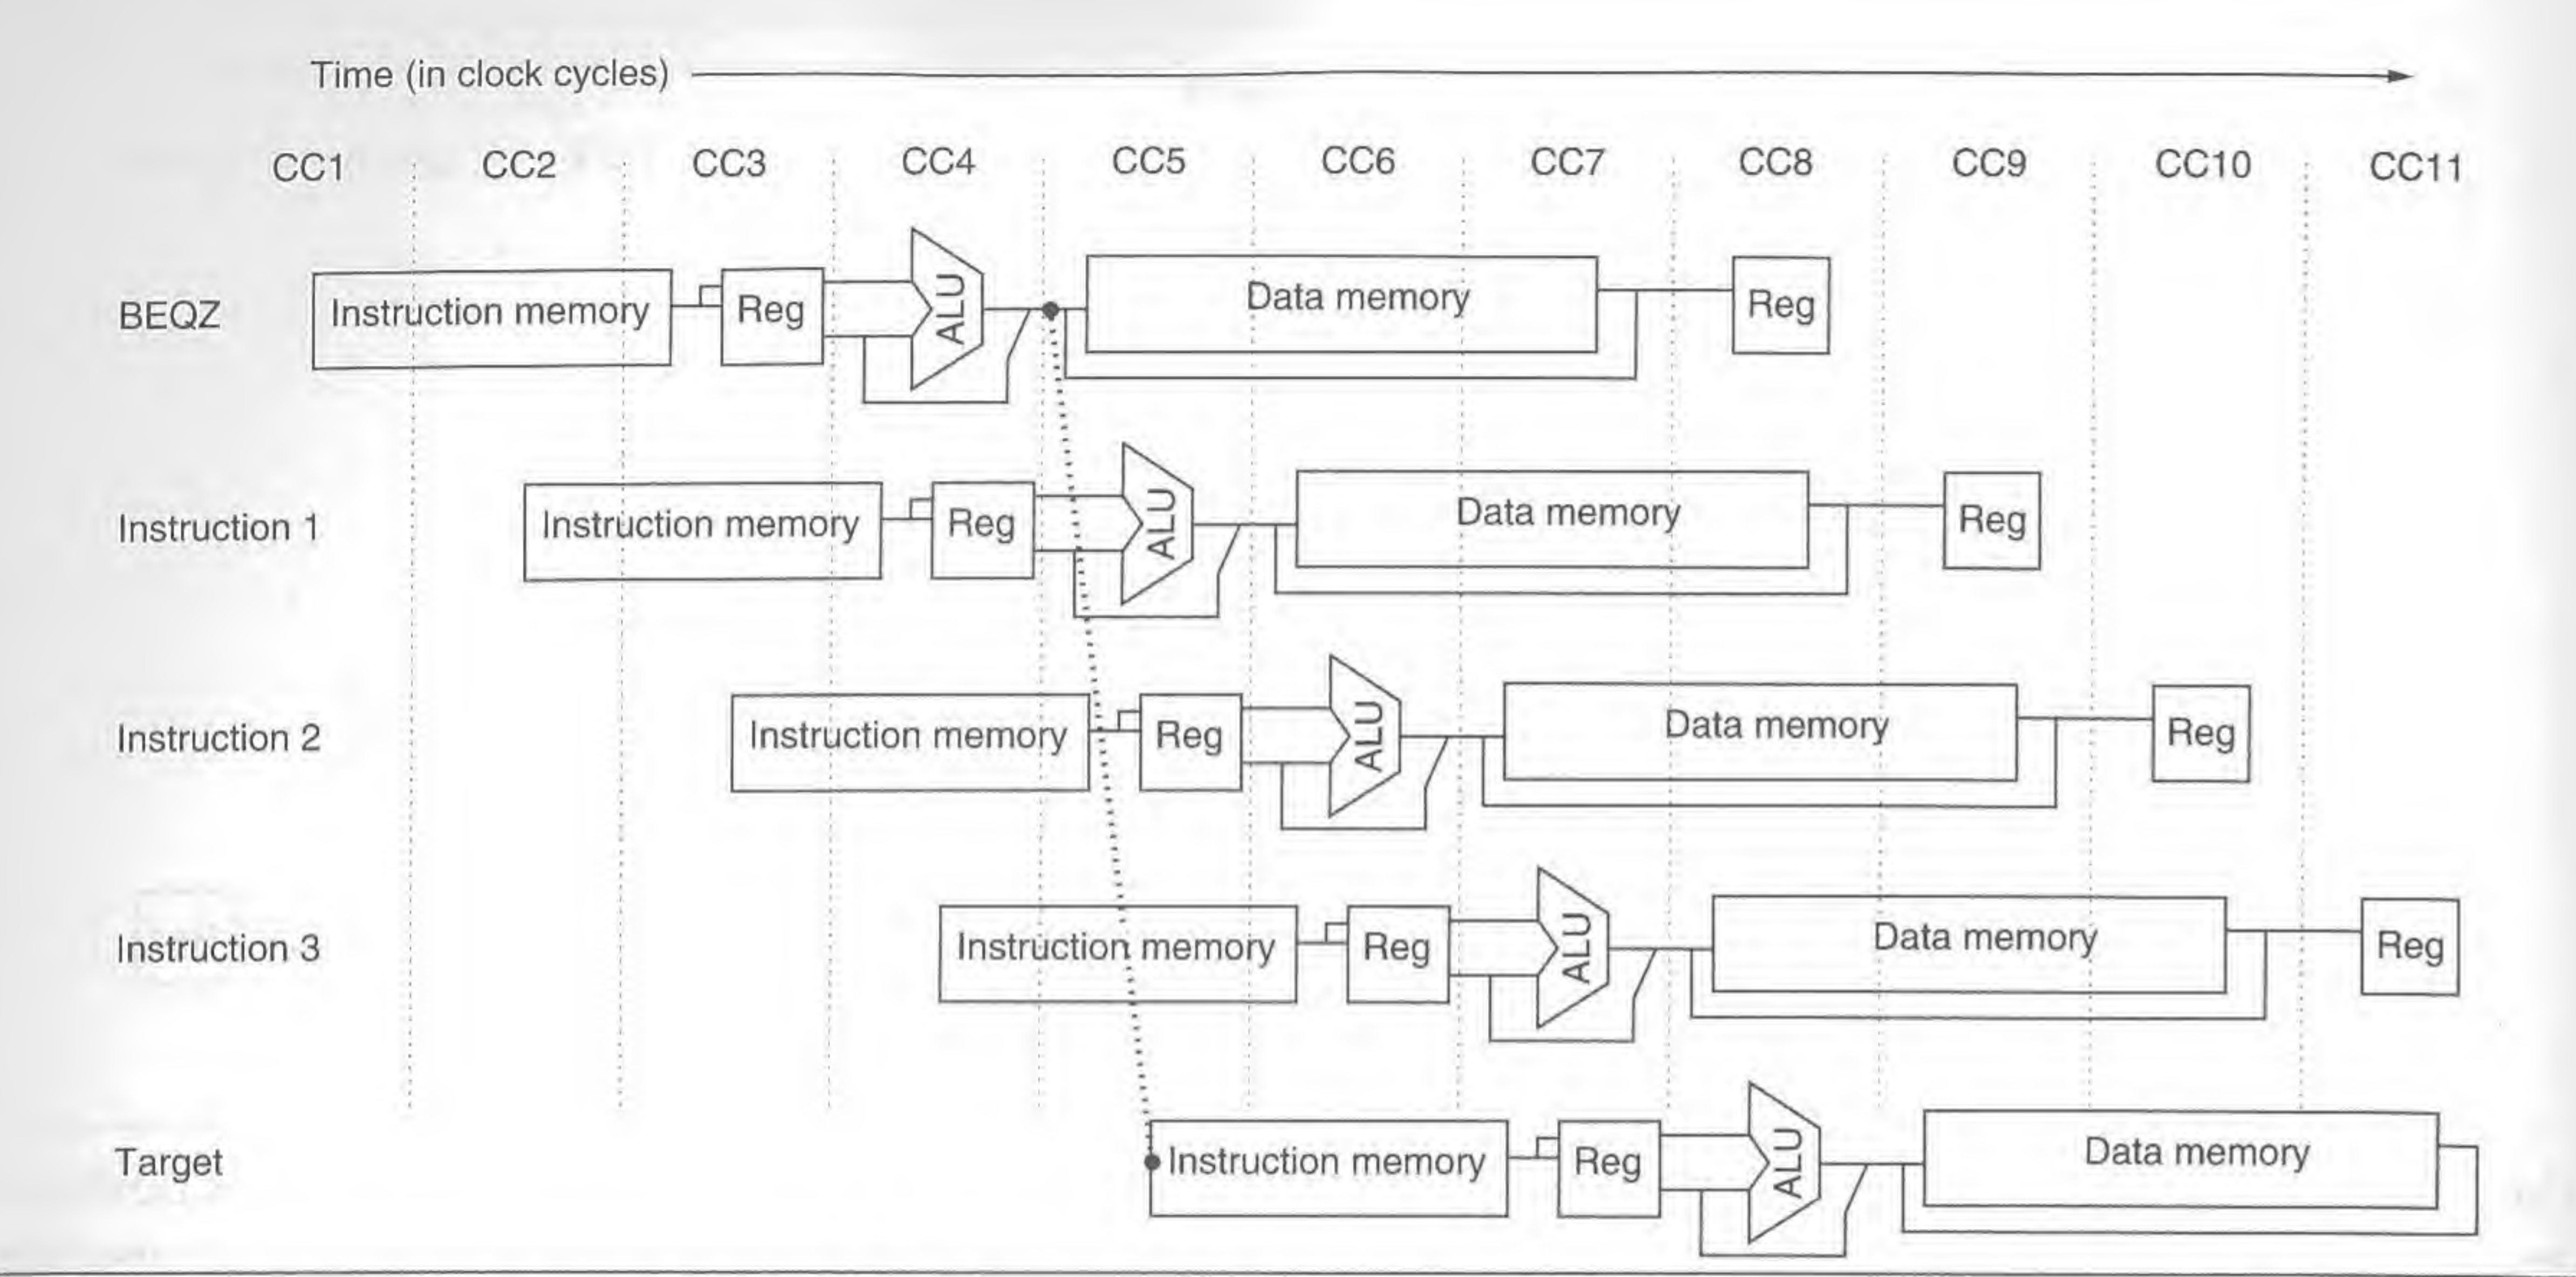 Time (in clock cycles)
CC1 CC2 CC3 CC4 CC5 CC6 CC7 CC8 CC9 CC10 CC11
BEQZ Instruction memory Reg ALU Data memory Reg
Instruction 1 Instruction memory Reg ALU Data memory Reg
Instruction 2 Instruction memory Reg ALU Data memory Reg
Instruction 3 Instruction memory Reg ALU Data memory Reg
Target Instruction memory Reg ALU Data memory